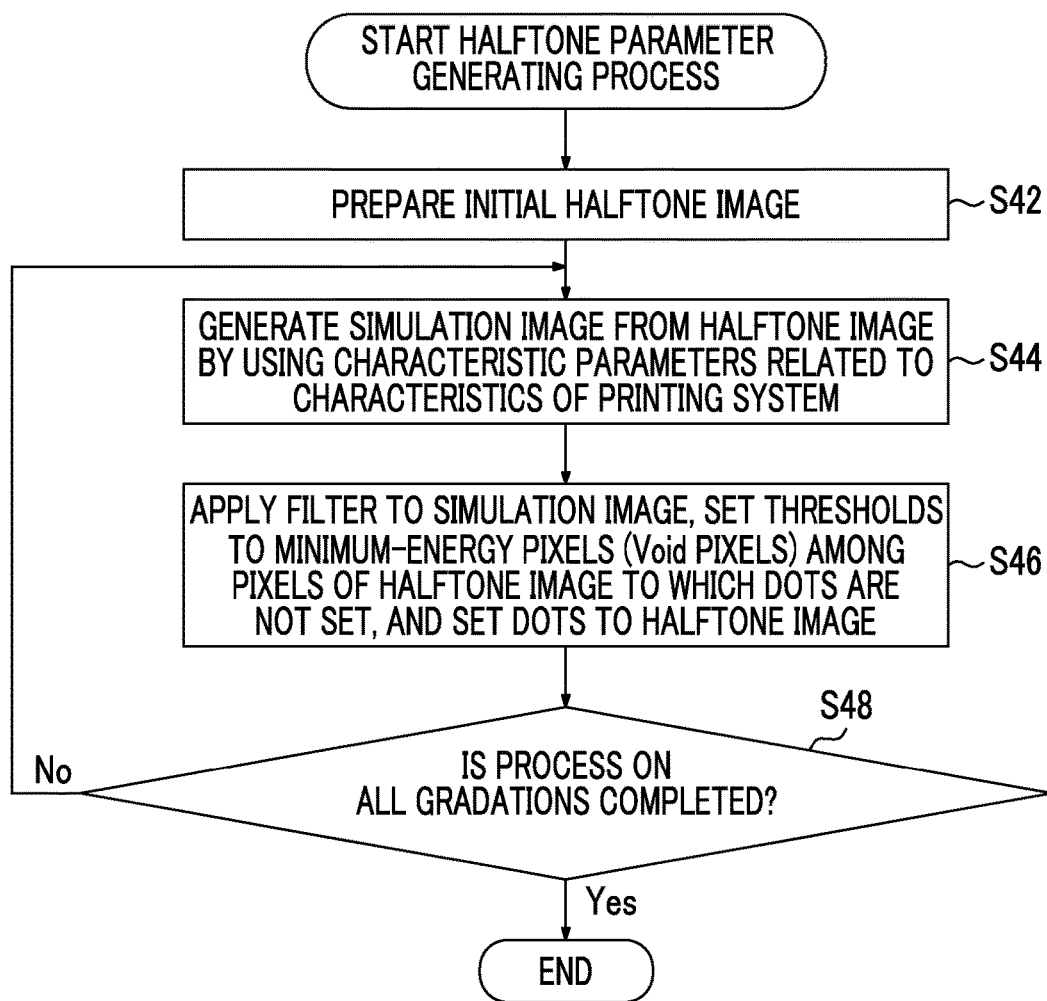 START HALFTONE PARAMETER
GENERATING PROCESS
PREPARE INITIAL HALFTONE IMAGE
S42
GENERATE SIMULATION IMAGE FROM HALFTONE IMAGE
BY USING CHARACTERISTIC PARAMETERS RELATED TO
CHARACTERISTICS OF PRINTING SYSTEM
S44
APPLY FILTER TO SIMULATION IMAGE, SET THRESHOLDS
TO MINIMUM-ENERGY PIXELS (Void PIXELS) AMONG
PIXELS OF HALFTONE IMAGE TO WHICH DOTS ARE
NOT SET, AND SET DOTS TO HALFTONE IMAGE
S46
S48
IS PROCESS ON
ALL GRADATIONS COMPLETED?
No
Yes
END